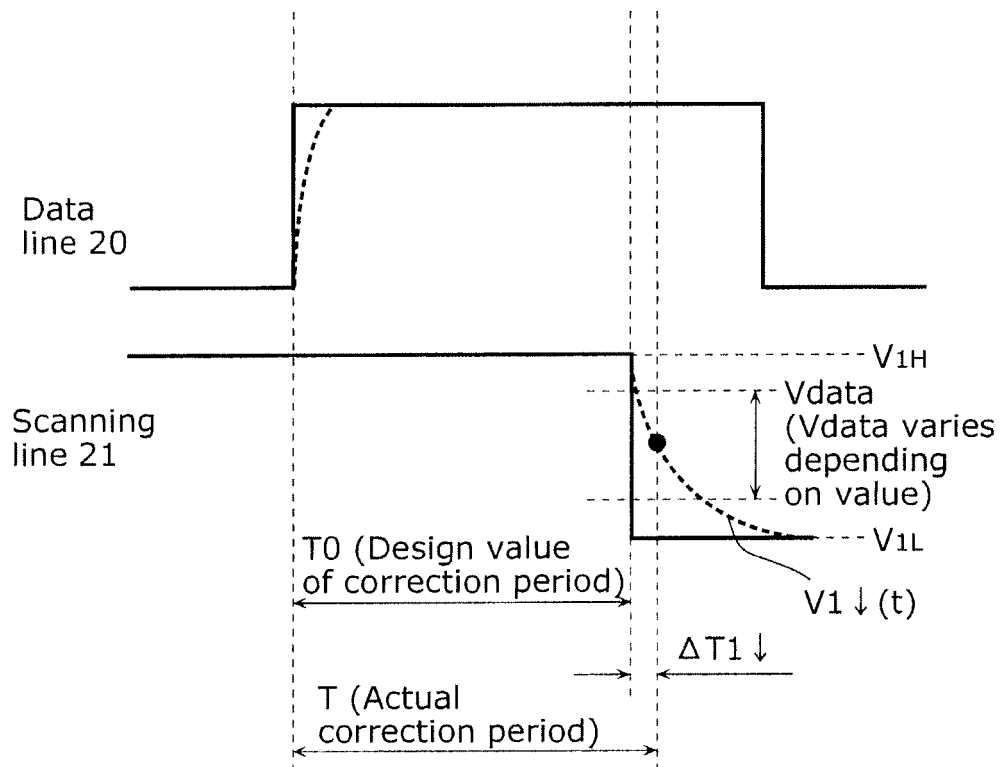 Data
line 20
V1H
Scanning
line 21
Vdata
(Vdata varies
depending
on value)
V1L
T0 (Design value
of correction period)
V1↓(t)
ΔT1↓
T (Actual
correction period)